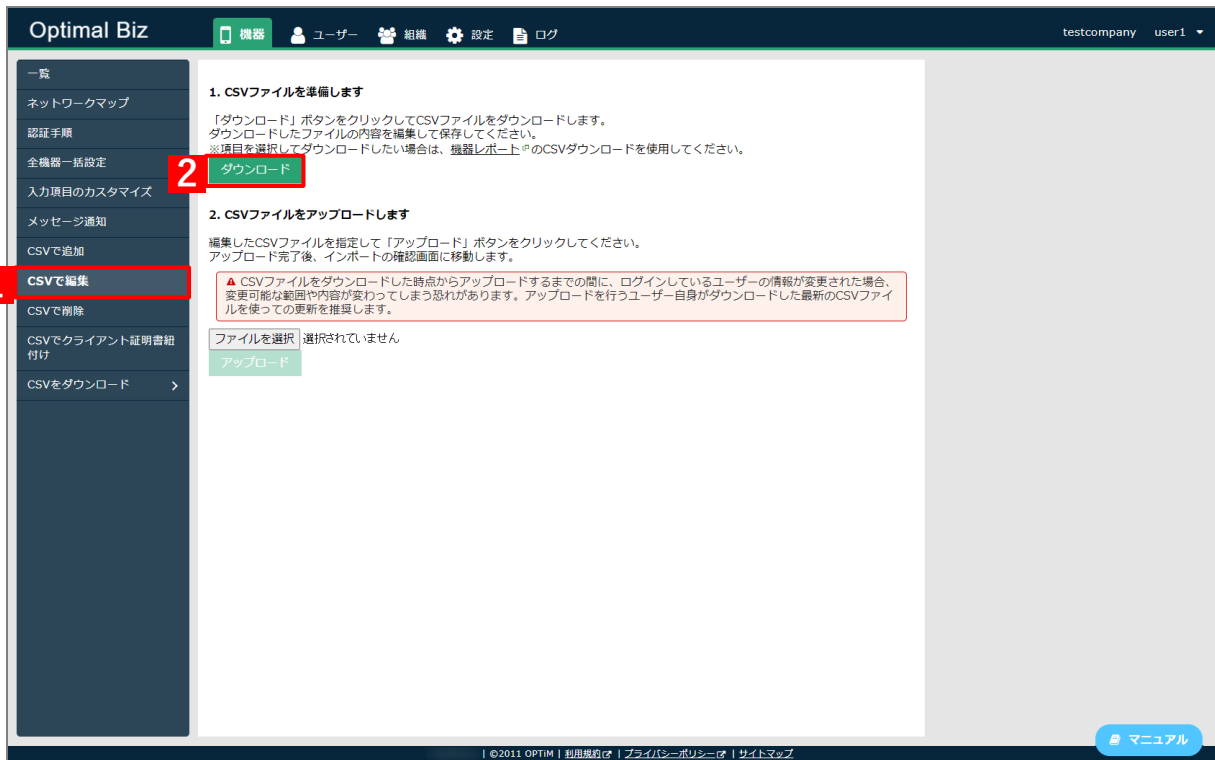 Optimal Biz
機器
ユーザー
組織
設定
ログ
testcompany
user1
一覧
ネットワークマップ
認証手順
全機器一括設定
入力項目のカスタマイズ
メッセージ通知
CSVで追加
CSVで編集
CSVで削除
CSVでクライアント証明書紐
付け
CSVをダウンロード
1. CSVファイルを準備します
「ダウンロード」ボタンをクリックしてCSVファイルをダウンロードします。
ダウンロードしたファイルの内容を編集して保存してください。
※項目を選択してダウンロードしたい場合は、機器レポートのCSVダウンロードを使用してください。
2
ダウンロード
2. CSVファイルをアップロードします
編集したCSVファイルを指定して「アップロード」ボタンをクリックしてください。
アップロード完了後、インポートの確認画面に移動します。
CSVファイルをダウンロードした時点からアップロードするまでの間に、ログインしているユーザーの情報が変更された場合、
変更可能な範囲や内容が変わってしまう恐れがあります。アップロードを行うユーザー自身がダウンロードした最新のCSVファイ
ルを使っての更新を推奨します。
ファイルを選択 選択されていません
アップロード
マニュアル
| ©2011 OPTiM | 利用規約 | プライバシーポリシー | サイトマップ